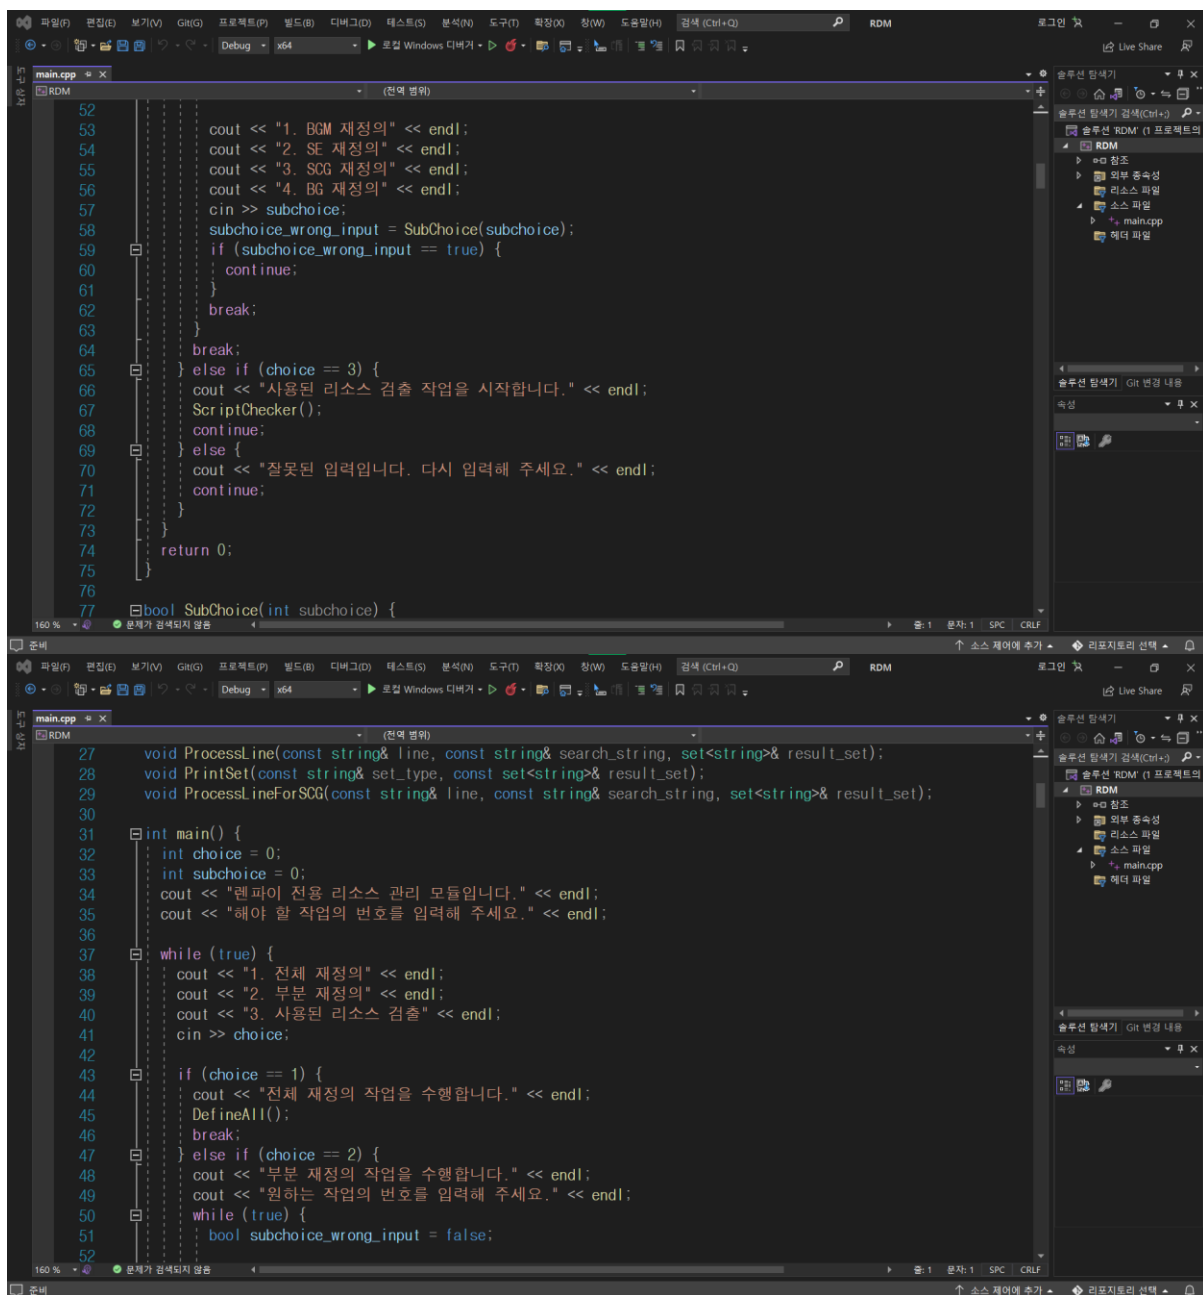 파일(F) 편집(E) 보기(V) Git(G) 프로젝트(P) 빌드(B) 디버그(D) 테스트(S) 분석(N) 도구(T) 확장(X) 창(W) 도움말(H) 검색 (Ctrl+Q) RDM 로그인
Debug x64 로컬 Windows 디버거 Live Share
도구 상자
main.cpp
RDM (전역 범위)
52
53 cout << "1. BGM 재정의" << endl;
54 cout << "2. SE 재정의" << endl;
55 cout << "3. SCG 재정의" << endl;
56 cout << "4. BG 재정의" << endl;
57 cin >> subchoice;
58 subchoice_wrong_input = SubChoice(subchoice);
59 if (subchoice_wrong_input == true) {
60 continue;
61 }
62 break;
63 }
64 break;
65 } else if (choice == 3) {
66 cout << "사용된 리소스 검출 작업을 시작합니다." << endl;
67 ScriptChecker();
68 continue;
69 } else {
70 cout << "잘못된 입력입니다. 다시 입력해 주세요." << endl;
71 continue;
72 }
73 }
74 return 0;
75 }
76
77 bool SubChoice(int subchoice) {
160 % 문제가 검색되지 않음 줄: 1 문자: 1 SPC CRLF
솔루션 탐색기
솔루션 탐색기 검색(Ctrl+;)
솔루션 'RDM' (1 프로젝트의
RDM
참조
외부 종속성
리소스 파일
소스 파일
main.cpp
헤더 파일
솔루션 탐색기 Git 변경 내용
속성
준비 소스 제어에 추가 리포지토리 선택
파일(F) 편집(E) 보기(V) Git(G) 프로젝트(P) 빌드(B) 디버그(D) 테스트(S) 분석(N) 도구(T) 확장(X) 창(W) 도움말(H) 검색 (Ctrl+Q) RDM 로그인
Debug x64 로컬 Windows 디버거 Live Share
도구 상자
main.cpp
RDM (전역 범위)
27 void ProcessLine(const string& line, const string& search_string, set<string>& result_set);
28 void PrintSet(const string& set_type, const set<string>& result_set);
29 void ProcessLineForSCG(const string& line, const string& search_string, set<string>& result_set);
30
31 int main() {
32 int choice = 0;
33 int subchoice = 0;
34 cout << "렌파이 전용 리소스 관리 모듈입니다." << endl;
35 cout << "해야 할 작업의 번호를 입력해 주세요." << endl;
36
37 while (true) {
38 cout << "1. 전체 재정의" << endl;
39 cout << "2. 부분 재정의" << endl;
40 cout << "3. 사용된 리소스 검출" << endl;
41 cin >> choice;
42
43 if (choice == 1) {
44 cout << "전체 재정의 작업을 수행합니다." << endl;
45 DefineAll();
46 break;
47 } else if (choice == 2) {
48 cout << "부분 재정의 작업을 수행합니다." << endl;
49 cout << "원하는 작업의 번호를 입력해 주세요." << endl;
50 while (true) {
51 bool subchoice_wrong_input = false;
52
160 % 문제가 검색되지 않음 줄: 1 문자: 1 SPC CRLF
솔루션 탐색기
솔루션 탐색기 검색(Ctrl+;)
솔루션 'RDM' (1 프로젝트의
RDM
참조
외부 종속성
리소스 파일
소스 파일
main.cpp
헤더 파일
솔루션 탐색기 Git 변경 내용
속성
준비 소스 제어에 추가 리포지토리 선택